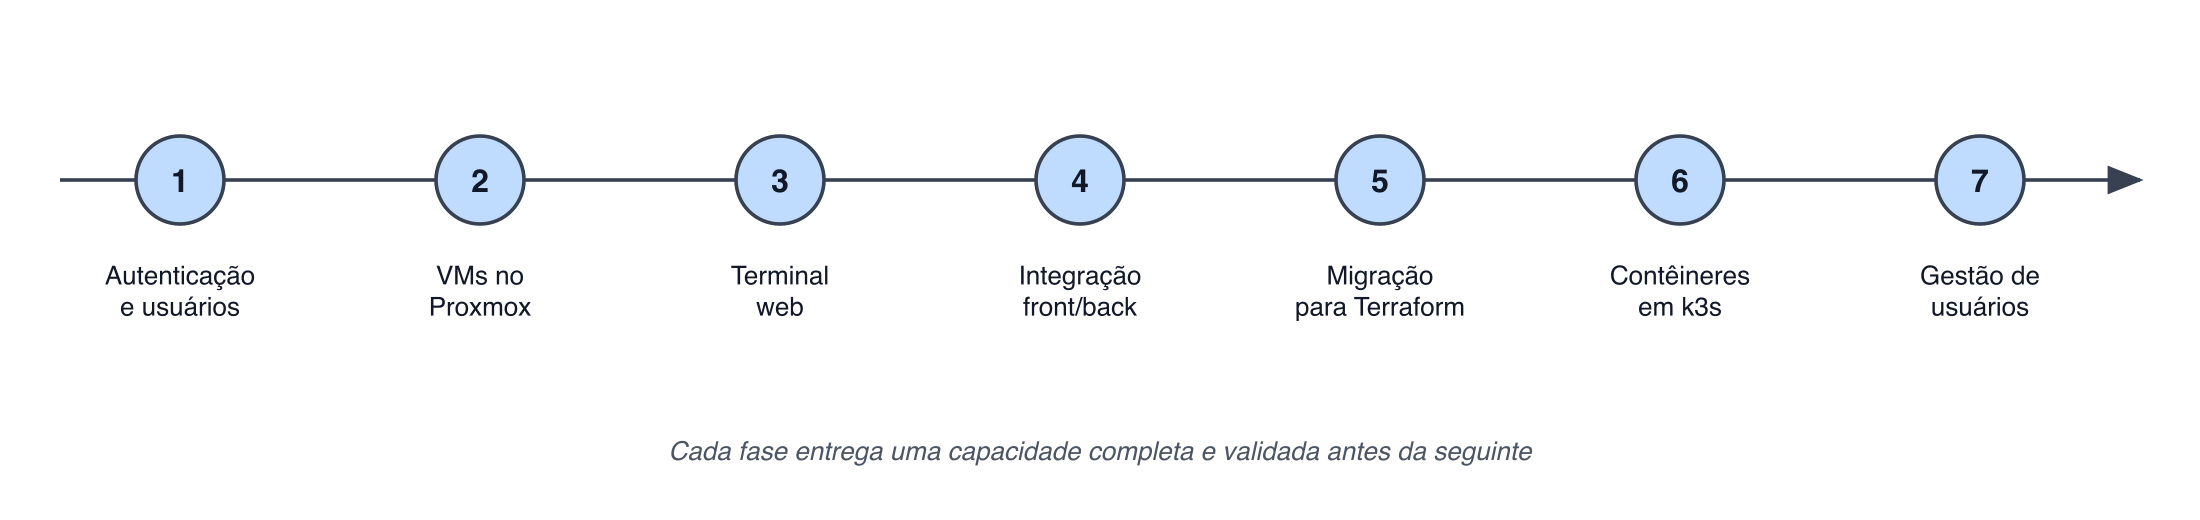 1
2
3
4
5
6
7
Autenticação
e usuários
VMs no
Proxmox
Terminal
web
Integração
front/back
Migração
para Terraform
Contêineres
em k3s
Gestão de
usuários
Cada fase entrega uma capacidade completa e validada antes da seguinte